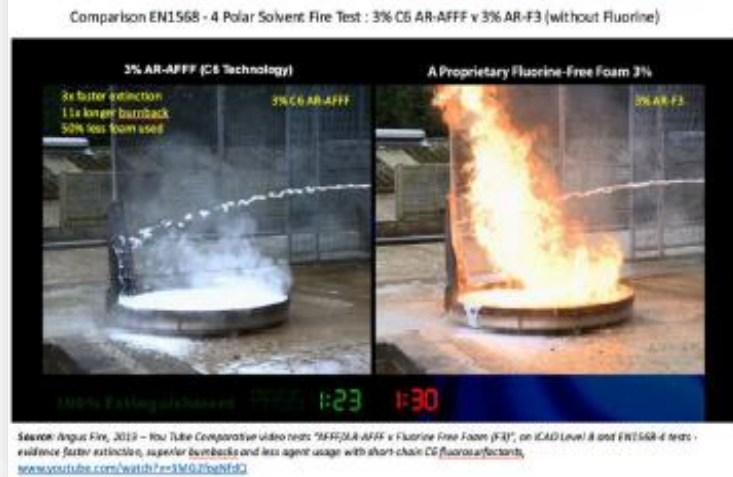 Comparison EN1568 - 4 Polar Solvent Fire Test : 3% C6 AR-AFFF v 3% AR-F3 (without Fluorine)
3% AR-AFFF (C6 Technology)
A Proprietary Fluorine-Free Foam 3%
3x faster extinction
11x longer burnback
50% less foam used
3% C6 AR-AFFF
3% AR-F3
100% Extinguishment PASS 1:23
1:30
Source: Angus Fire, 2013 – You Tube Comparative video tests "AFFF/AR-AFFF v Fluorine Free Foam (F3)", on ICAO Level B and EN1568-4 tests -
evidence faster extinction, superior burnbacks and less agent usage with short-chain C6 fluorosurfactants,